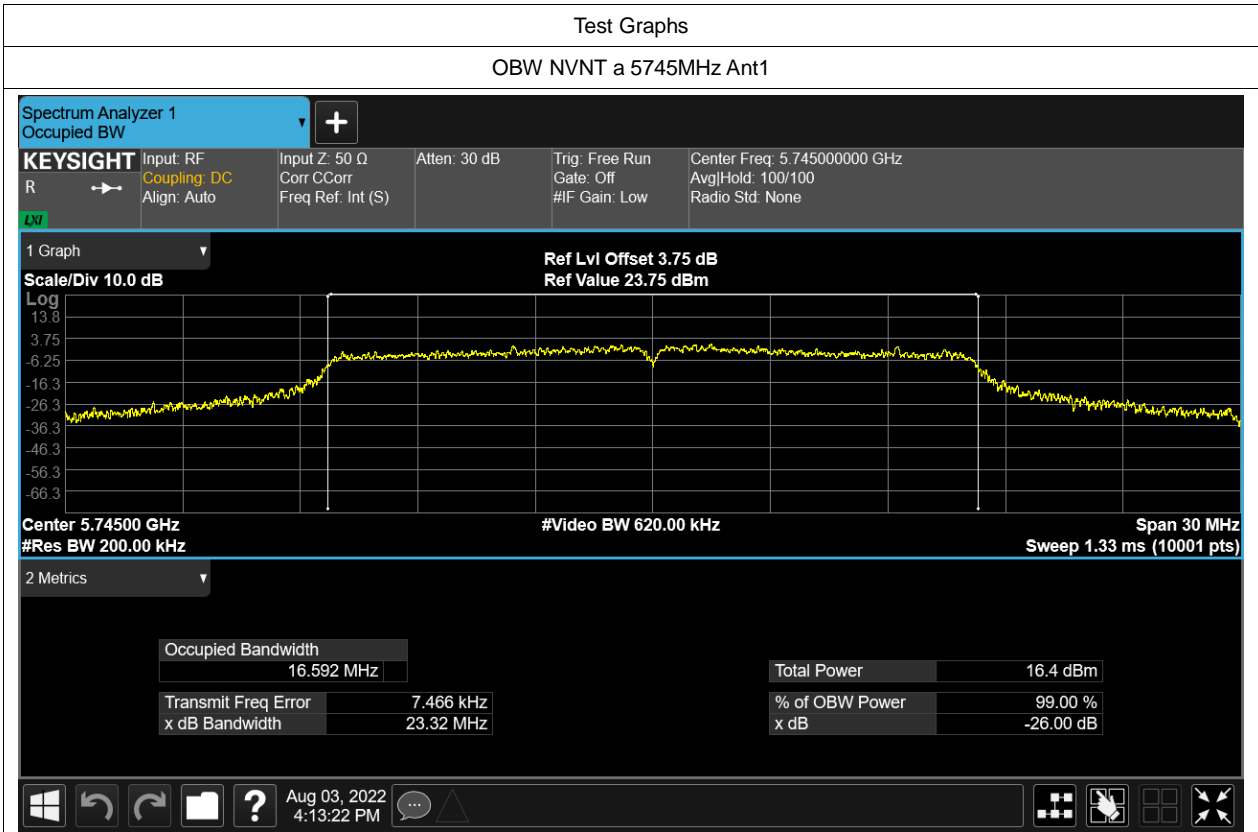 Test Graphs
OBW NVNT a 5745MHz Ant1
Spectrum Analyzer 1
Occupied BW
KEYSIGHT
R
LXI
Input: RF
Coupling: DC
Align: Auto
Input Z: 50 Ω
Corr CCorr
Freq Ref: Int (S)
Atten: 30 dB
Trig: Free Run
Gate: Off
#IF Gain: Low
Center Freq: 5.745000000 GHz
Avg|Hold: 100/100
Radio Std: None
1 Graph
Scale/Div 10.0 dB
Ref Lvl Offset 3.75 dB
Ref Value 23.75 dBm
Log
13.8
3.75
-6.25
-16.3
-26.3
-36.3
-46.3
-56.3
-66.3
Center 5.74500 GHz
#Res BW 200.00 kHz
#Video BW 620.00 kHz
Span 30 MHz
Sweep 1.33 ms (10001 pts)
2 Metrics
Occupied Bandwidth
16.592 MHz
Transmit Freq Error 7.466 kHz
x dB Bandwidth 23.32 MHz
Total Power 16.4 dBm
% of OBW Power 99.00 %
x dB -26.00 dB
?
Aug 03, 2022
4:13:22 PM